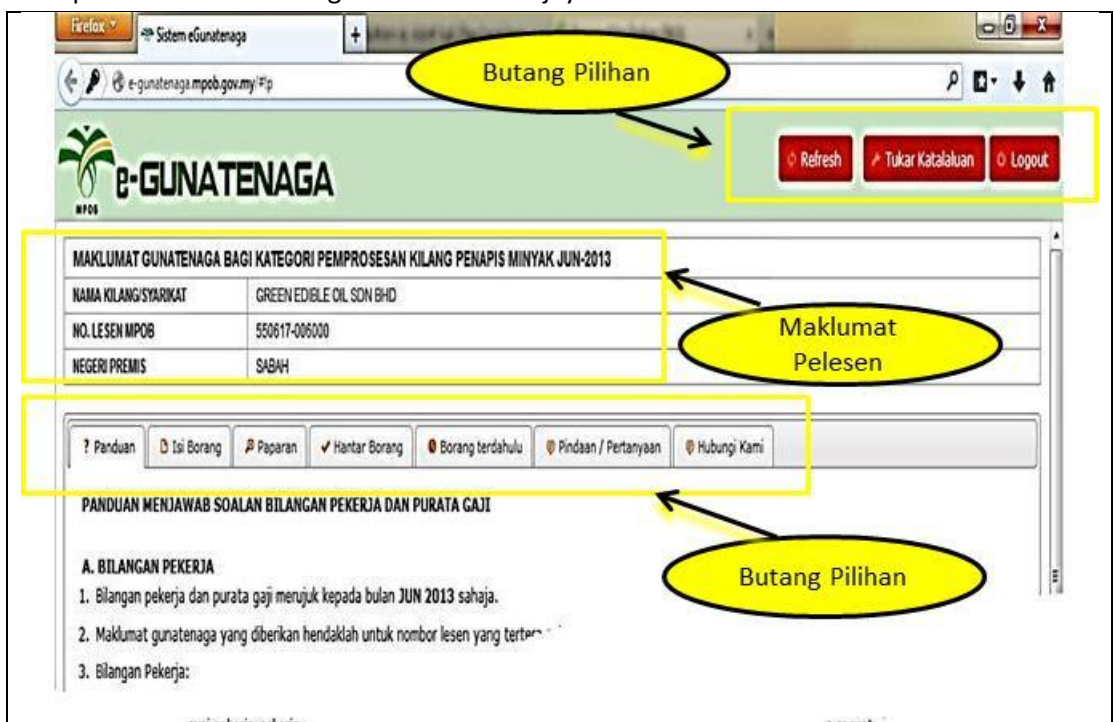 Firefox
Sistem eGunatenaga
+
e-gunatenaga.mpob.gov.my/#!p
Butang Pilihan
e-GUNATENAGA
MPOB
Refresh
Tukar Katalaluan
Logout
MAKLUMAT GUNATENAGA BAGI KATEGORI PEMPROSESAN KILANG PENAPIS MINYAK JUN-2013
NAMA KILANG/SYARIKAT GREEN EDIBLE OIL SDN BHD
NO. LESEN MPOB 550617-006000
NEGERI PREMIS SABAH
Maklumat
Pelesen
? Panduan Isi Borang Paparan Hantar Borang Borang terdahulu Pindaan / Pertanyaan Hubungi Kami
PANDUAN MENJAWAB SOALAN BILANGAN PEKERJA DAN PURATA GAJI
A. BILANGAN PEKERJA
Butang Pilihan
1. Bilangan pekerja dan purata gaji merujuk kepada bulan JUN 2013 sahaja.
2. Maklumat gunatenaga yang diberikan hendaklah untuk nombor lesen yang
3. Bilangan Pekerja: